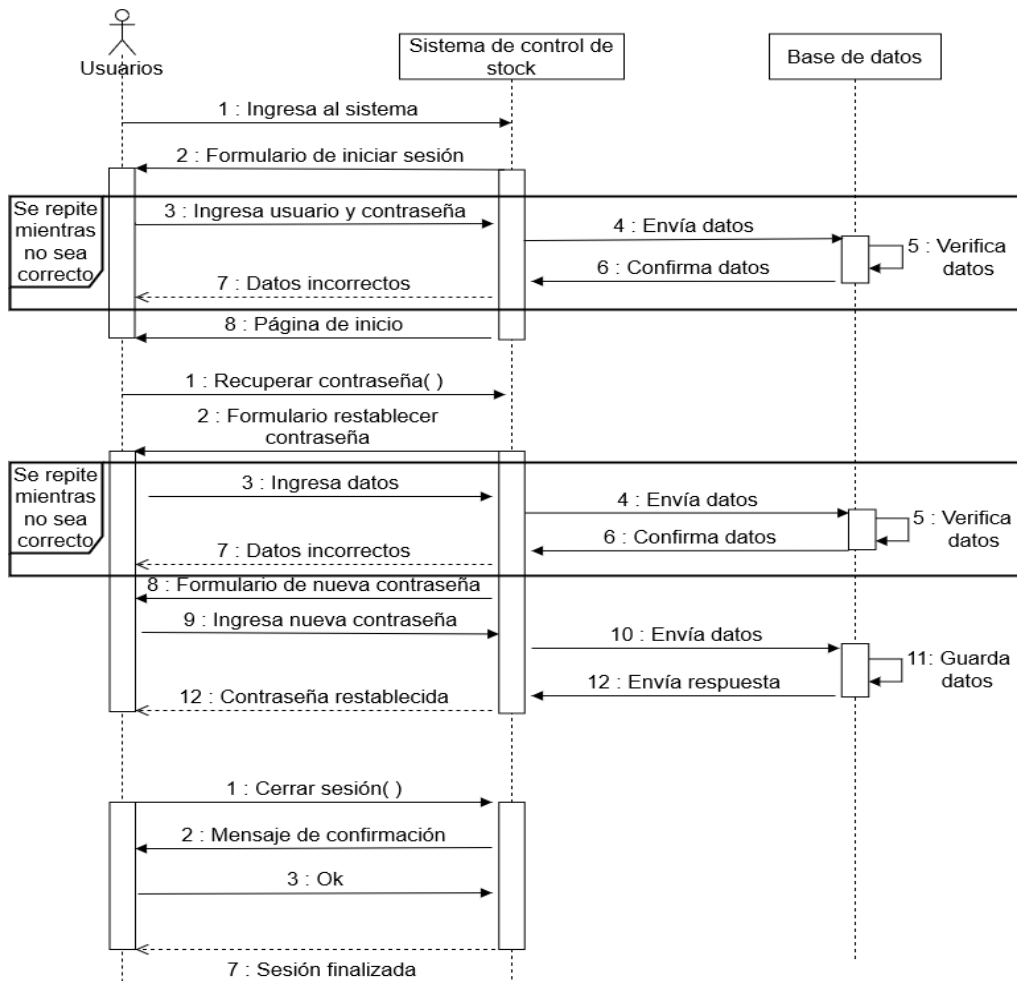 Usuarios
Sistema de control de
stock
Base de datos
1 : Ingresa al sistema
2 : Formulario de iniciar sesión
Se repite
mientras
no sea
correcto
3 : Ingresa usuario y contraseña
4 : Envía datos
5 : Verifica
datos
6 : Confirma datos
7 : Datos incorrectos
8 : Página de inicio
1 : Recuperar contraseña( )
2 : Formulario restablecer
contraseña
Se repite
mientras
no sea
correcto
3 : Ingresa datos
4 : Envía datos
5 : Verifica
datos
6 : Confirma datos
7 : Datos incorrectos
8 : Formulario de nueva contraseña
9 : Ingresa nueva contraseña
10 : Envía datos
11: Guarda
datos
12 : Envía respuesta
12 : Contraseña restablecida
1 : Cerrar sesión( )
2 : Mensaje de confirmación
3 : Ok
7 : Sesión finalizada